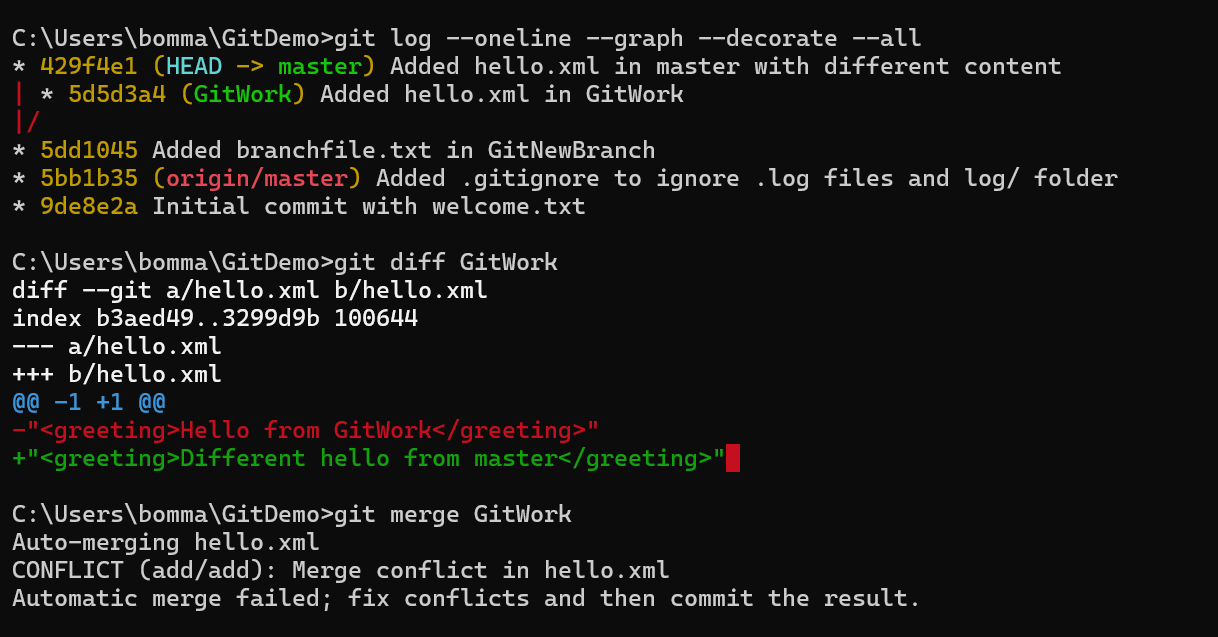 C:\Users\bomma\GitDemo>git log --oneline --graph --decorate --all
* 429f4e1 (HEAD -> master) Added hello.xml in master with different content
| * 5d5d3a4 (GitWork) Added hello.xml in GitWork
|/
* 5dd1045 Added branchfile.txt in GitNewBranch
* 5bb1b35 (origin/master) Added .gitignore to ignore .log files and log/ folder
* 9de8e2a Initial commit with welcome.txt
C:\Users\bomma\GitDemo>git diff GitWork
diff --git a/hello.xml b/hello.xml
index b3aed49..3299d9b 100644
--- a/hello.xml
+++ b/hello.xml
@@ -1 +1 @@
-"<greeting>Hello from GitWork</greeting>"
+"<greeting>Different hello from master</greeting>"
C:\Users\bomma\GitDemo>git merge GitWork
Auto-merging hello.xml
CONFLICT (add/add): Merge conflict in hello.xml
Automatic merge failed; fix conflicts and then commit the result.